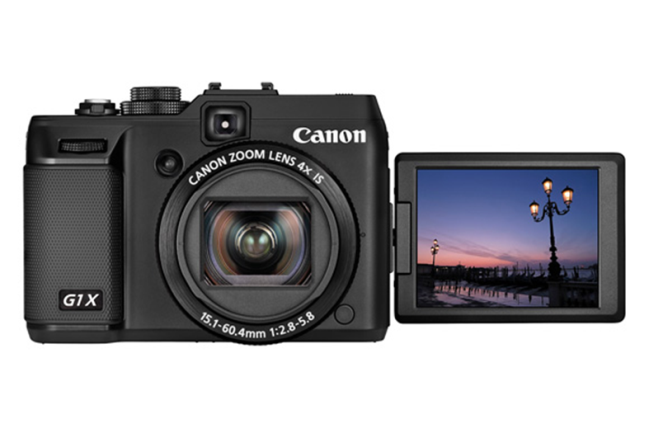 Canon
CANON ZOOM LENS 4x IS
G1X
15.1-60.4mm 1:2.8-5.8